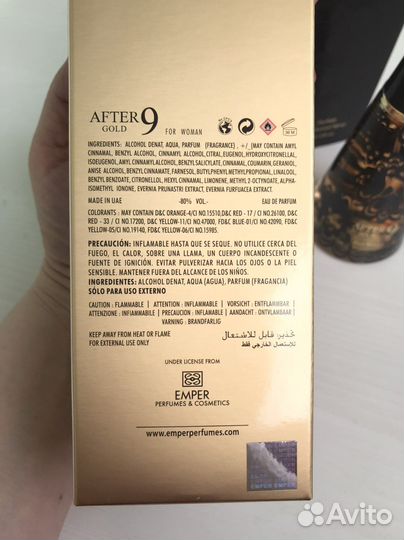 AFTER 9
GOLD
FOR WOMAN
30 M
INGREDIENTS: ALCOHOL DENAT, AQUA, PARFUM (FRAGRANCE) , +/_[MAY CONTAIN AMYL
CINNAMAL, BENZYL ALCOHOL, CINNAMYL ALCOHOL,CITRAL,EUGENOL,HYDROXYCITRONELLAL,
ISOEUGENOL,AMYLCINNAMYL ALCOHOL,BENZYLSALICYLATE, CINNAMAL,COUMARIN,GERANIOL,
ANISE ALCOHOL,BENZYL CINNAMATE, FARNESOL,BUTYLPHENYL,METHYLPROPIONAL, LINALOOL,
BENZYL BENZOATE, CITRONELLOL, HEXYL CINNAMAL, LIMONENE, METHYL 2 OCTYNOATE, ALPHA-
ISOMETHYL IONONE, EVERNIA PRUNASTRI EXTRACT, EVERNIA FURFUACEA EXTRACT.
MADE IN UAE -80% VOL- EAU DE PARFUM
COLORANTS : MAY CONTAIN D&C ORANGE-4/CI NO.15510,D&C RED - 17 / CI NO.26100, D&C
RED - 33 / CI NO.17200, D&C YELLOW-11/CI NO.47000, FD&C BLUE-01/CI NO.42090, FD&C
YELLOW-05/CI NO.19140, FD&C YELLOW-06/CI NO.15985.
PRECAUCIÓN: INFLAMABLE HASTA QUE SE SEQUE. NO UTILICE CERCA DEL
FUEGO, EL CALOR, SOBRE UNA LLAMA, UN CUERPO INCANDESCENTE O
FUENTE DE IGNICIÓN. EVITAR PULVERIZAR HACIA LOS OJOS O LA PIEL
SENSIBLE. MANTENER FUERA DEL ALCANCE DE LOS NIÑOS.
INGREDIENTES: ALCOHOL DENAT, AQUA (AGUA), PARFUM (FRAGANCIA)
SÓLO PARA USO EXTERNO
CAUTION : FLAMMABLE | ATTENTION : INFLAMMABLE | VORSICHT : ENTFLAMMBAR |
ATTENZIONE : INFIAMMABILE | PRECAUCION : INFLAMABLE | AANDACHT : ONTVLAMBAAR |
VARNING : BRANDFARLIG
KEEP AWAY FROM HEAT OR FLAME
FOR EXTERNAL USE ONLY
تحذير: قابل للاشتعال
للاستعمال الخارجي فقط
UNDER LICENSE FROM
EMPER
PERFUMES & COSMETICS
www.emperperfumes.com
EMPER EMPER
Avito